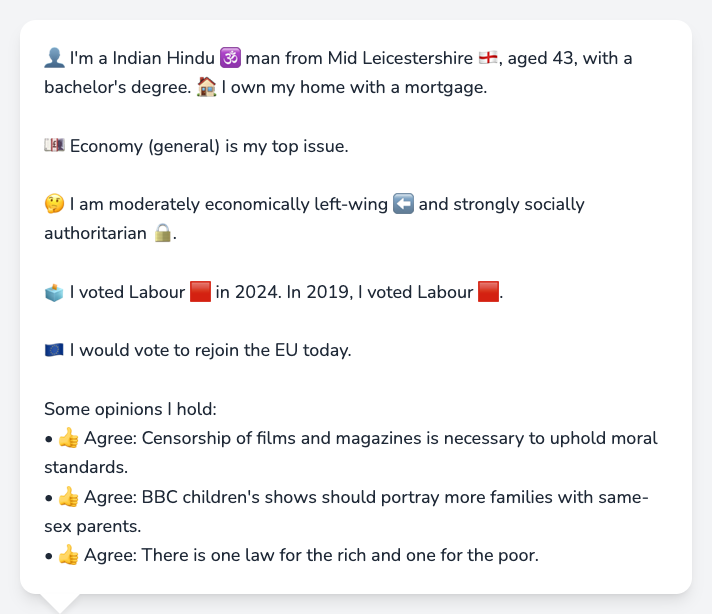 👤 I'm a Indian Hindu 🕉️ man from Mid Leicestershire 🏴󠁧󠁢󠁥󠁮󠁧󠁿, aged 43, with a
bachelor's degree. 🏠 I own my home with a mortgage.
💷 Economy (general) is my top issue.
🤔 I am moderately economically left-wing ⬅️ and strongly socially
authoritarian 🔒.
🗳️ I voted Labour 🟥 in 2024. In 2019, I voted Labour 🟥.
🇪🇺 I would vote to rejoin the EU today.
Some opinions I hold:
• 👍 Agree: Censorship of films and magazines is necessary to uphold moral
standards.
• 👍 Agree: BBC children's shows should portray more families with same-
sex parents.
• 👍 Agree: There is one law for the rich and one for the poor.